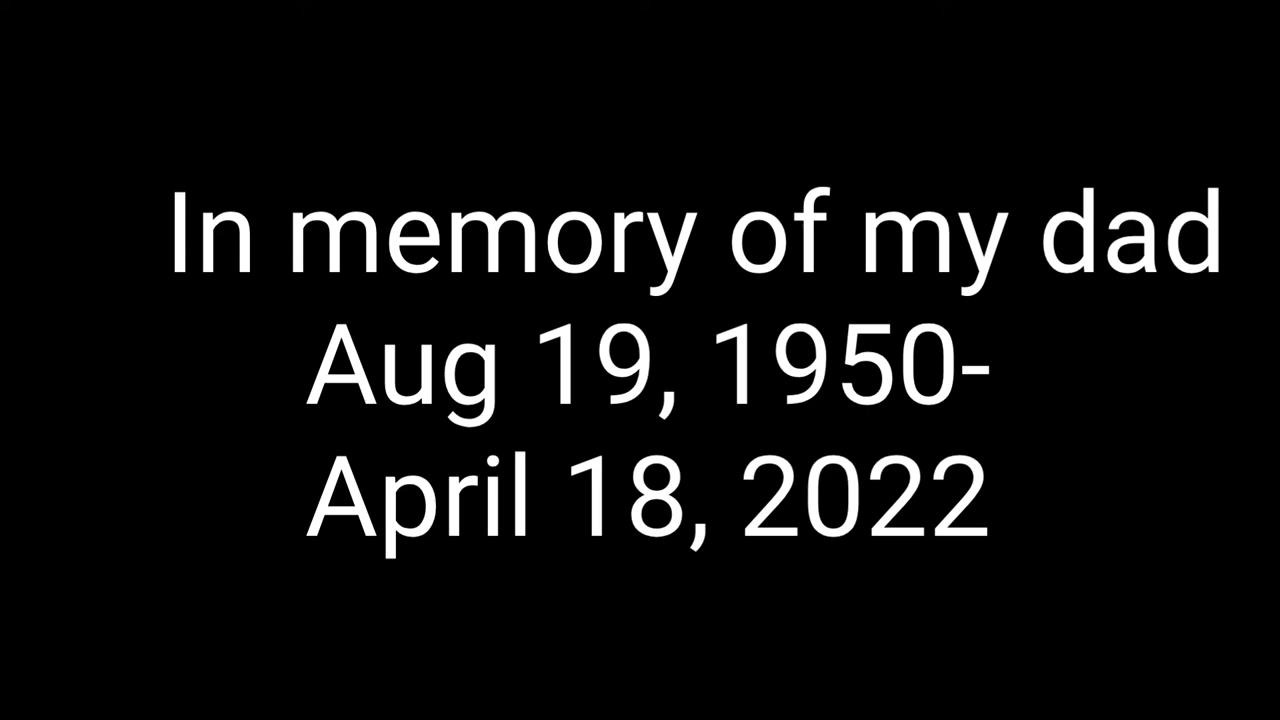 In memory of my dad
Aug 19, 1950-
April 18, 2022